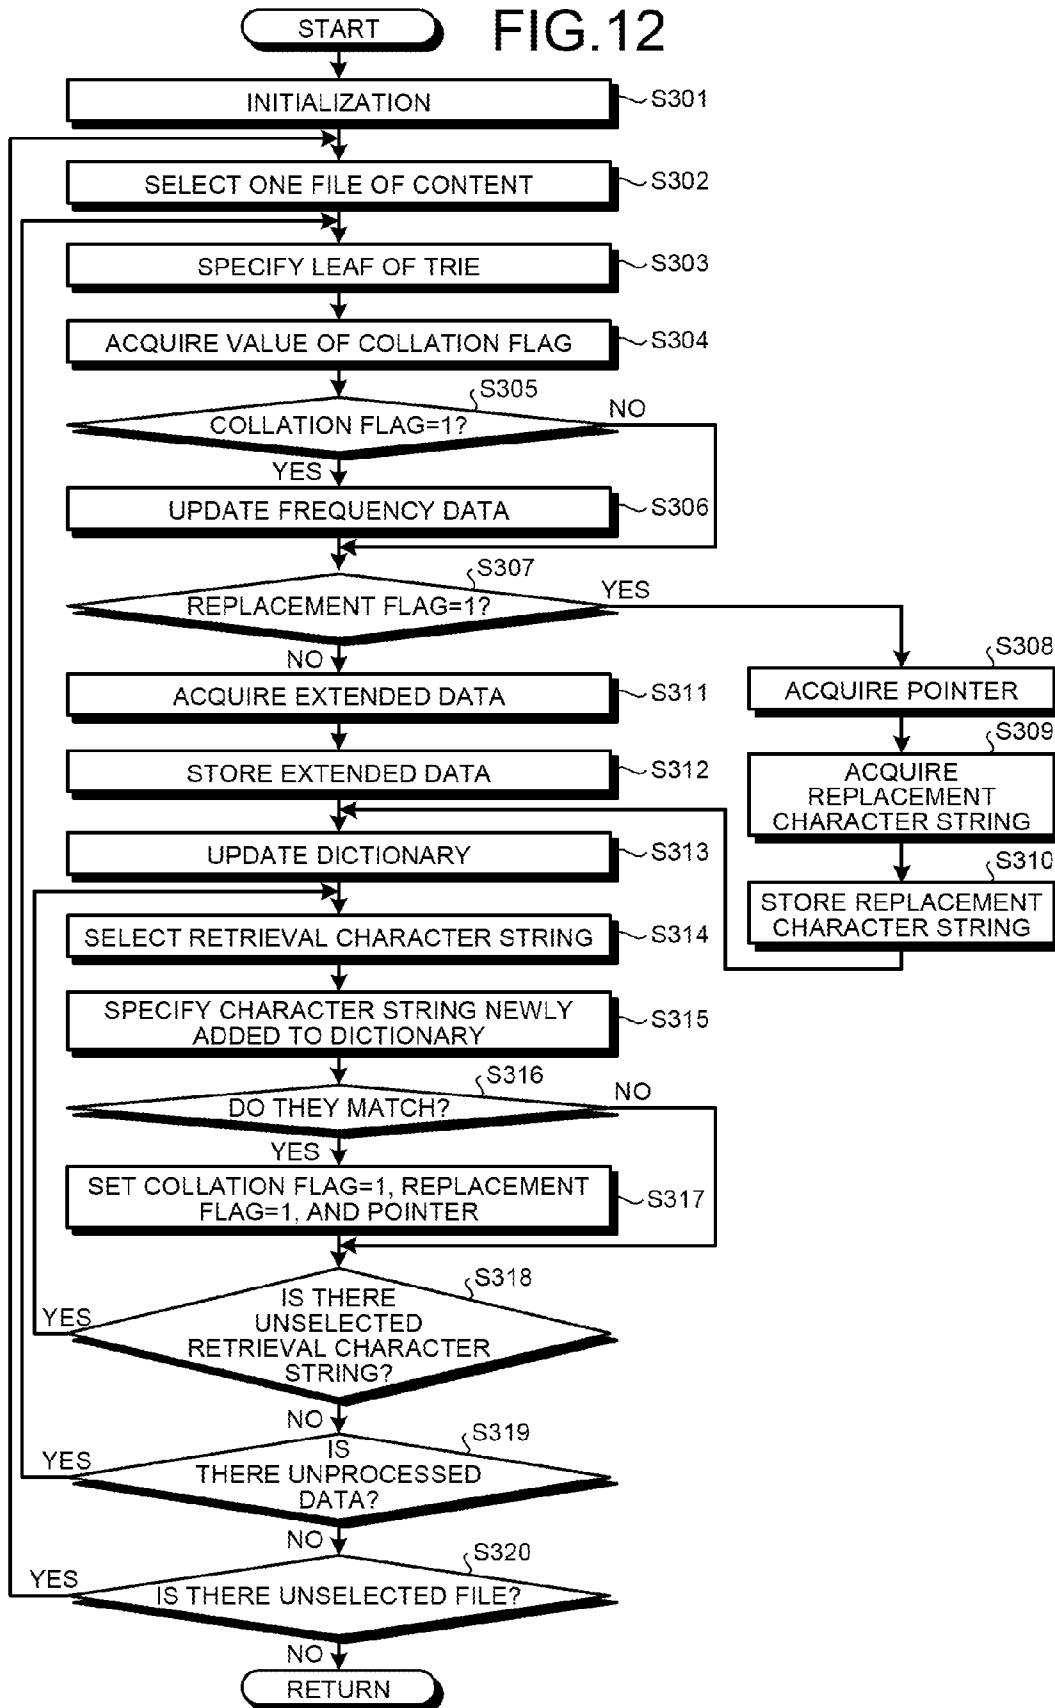 START
FIG.12
INITIALIZATION
S301
SELECT ONE FILE OF CONTENT
S302
SPECIFY LEAF OF TRIE
S303
ACQUIRE VALUE OF COLLATION FLAG
S304
S305
COLLATION FLAG=1?
NO
YES
UPDATE FREQUENCY DATA
S306
S307
REPLACEMENT FLAG=1?
YES
NO
S308
ACQUIRE POINTER
S309
ACQUIRE
REPLACEMENT
CHARACTER STRING
S310
STORE REPLACEMENT
CHARACTER STRING
ACQUIRE EXTENDED DATA
S311
STORE EXTENDED DATA
S312
UPDATE DICTIONARY
S313
SELECT RETRIEVAL CHARACTER STRING
S314
SPECIFY CHARACTER STRING NEWLY
ADDED TO DICTIONARY
S315
S316
DO THEY MATCH?
NO
YES
SET COLLATION FLAG=1, REPLACEMENT
FLAG=1, AND POINTER
S317
S318
IS THERE
UNSELECTED
RETRIEVAL CHARACTER
STRING?
YES
NO
S319
IS
THERE UNPROCESSED
DATA?
YES
NO
S320
IS THERE UNSELECTED FILE?
YES
NO
RETURN